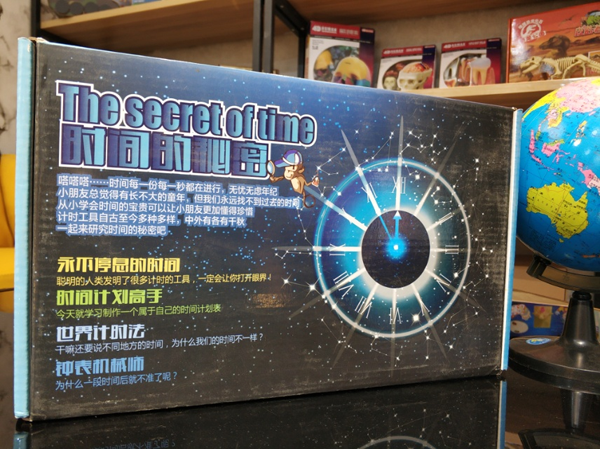 The secret of time
时间的秘密
嗒嗒嗒……时间每一份每一秒都在进行，无忧无虑年纪
小朋友总觉得有长不大的童年，但我们永远找不到过去的时间
从小学会时间的宝贵可以让小朋友更加懂得珍惜
计时工具自古至今多种多样，中外有各有千秋
一起来研究时间的秘密吧
永不停息的时间
聪明的人类发明了很多计时的工具，一定会让你打开眼界！
时间计划高手
今天就学习制作一个属于自己的时间计划表
世界计时法
干嘛还要说不同地方的时间，为什么我们的时间不一样？
钟表机械师
为什么一段时间后就不准了呢？